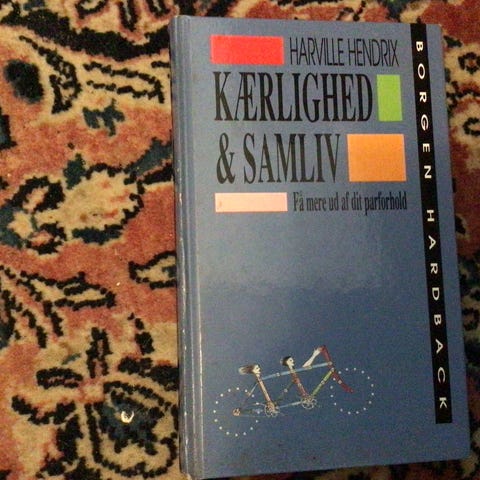 HARVILLE HENDRIX
KÆRLIGHED
& SAMLIV
Få mere ud af dit parforhold
BORGEN HARDBACK